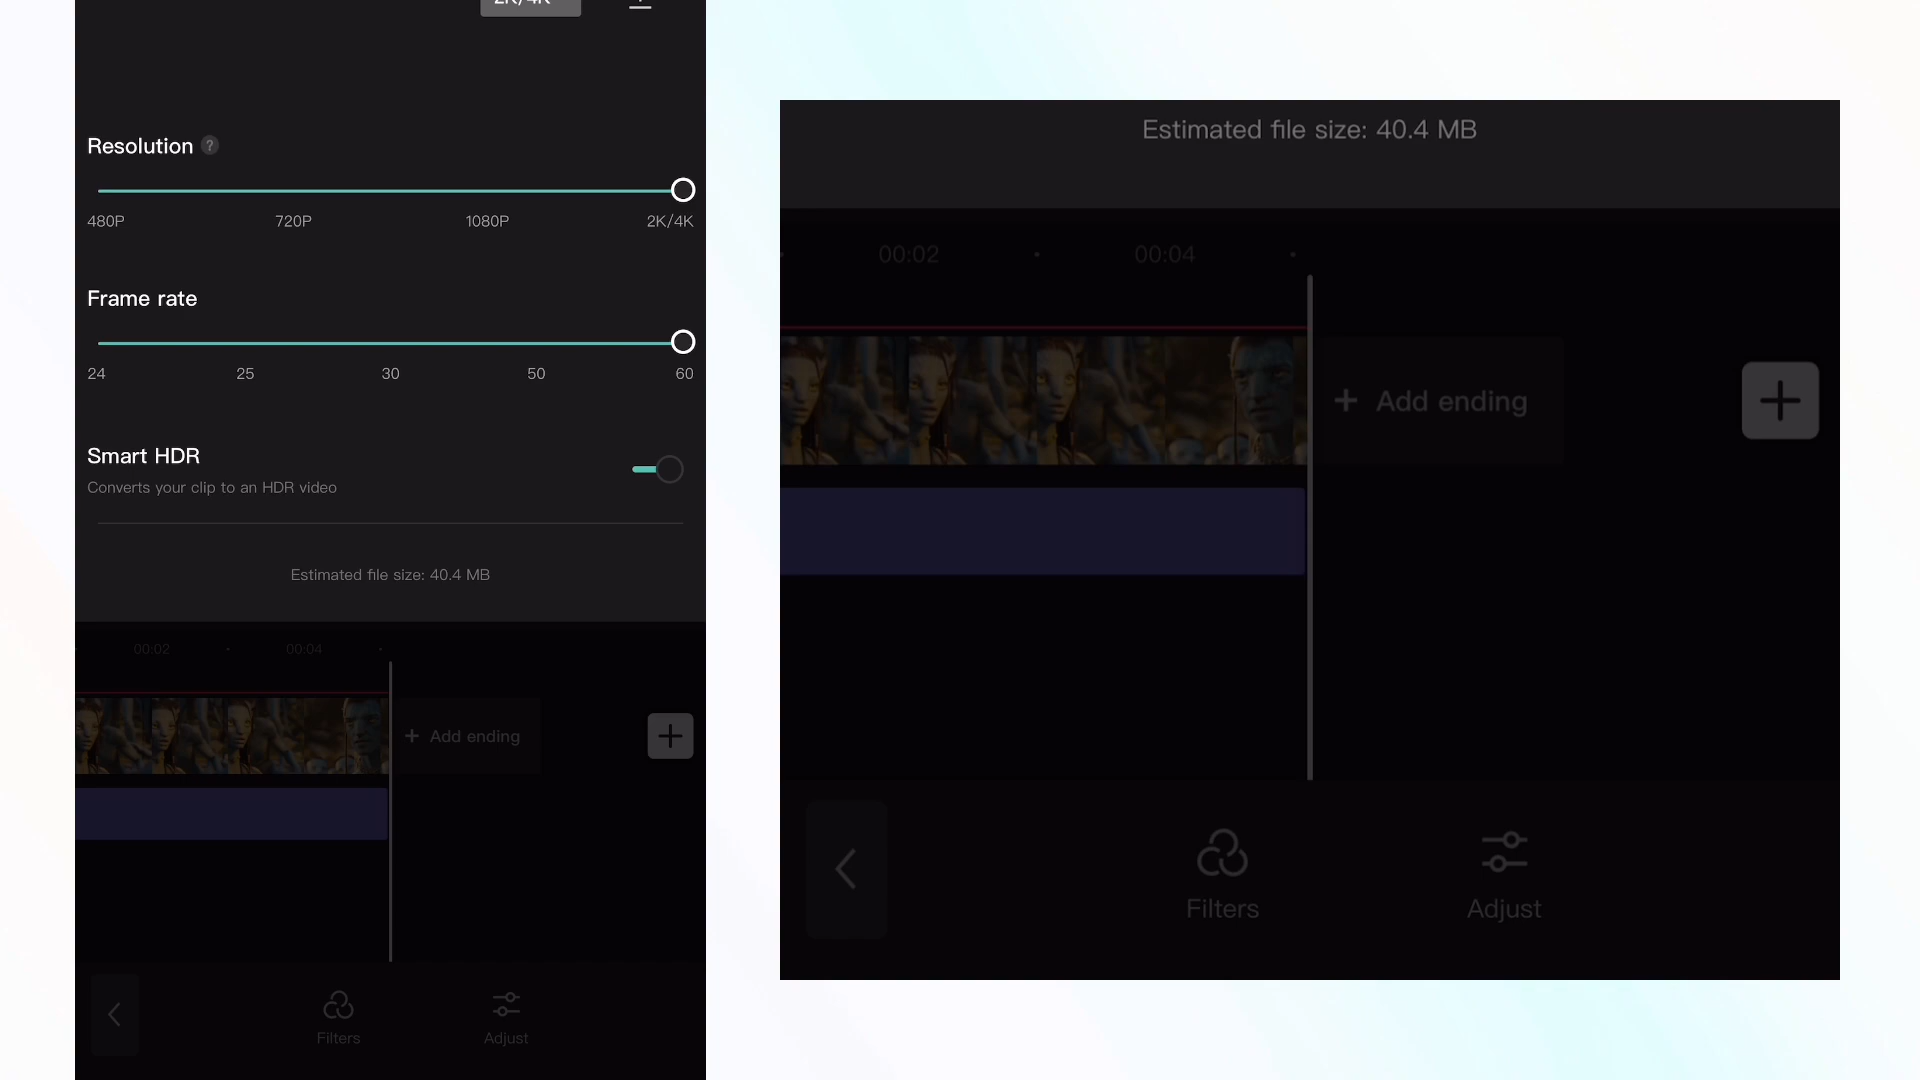 2K/4K
Resolution ?
480P 720P 1080P 2K/4K
Frame rate
24 25 30 50 60
Smart HDR
Converts your clip to an HDR video
Estimated file size: 40.4 MB
00:02 00:04
+ Add ending
Filters Adjust
Estimated file size: 40.4 MB
00:02 00:04
+ Add ending
Filters Adjust